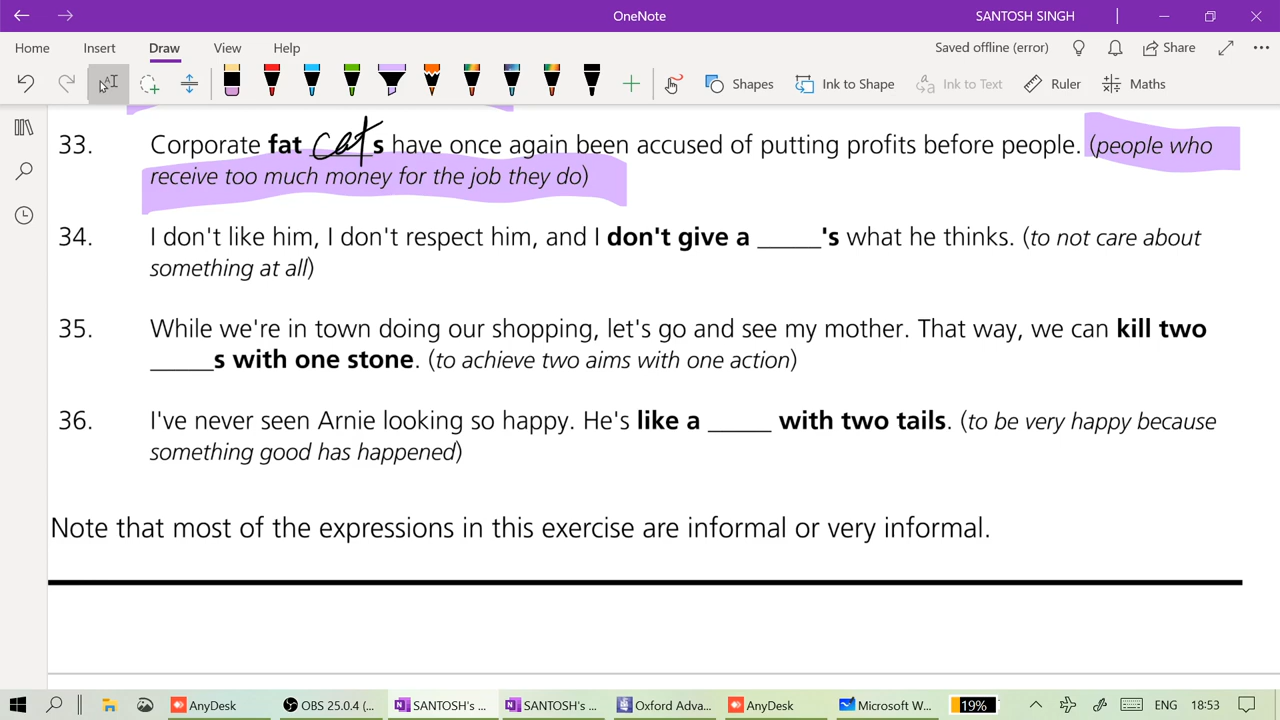 OneNote
SANTOSH SINGH
Home Insert Draw View Help
Saved offline (error) Share
Shapes Ink to Shape Ink to Text Ruler Maths
33. Corporate fat cats have once again been accused of putting profits before people. (people who
receive too much money for the job they do)
34. I don't like him, I don't respect him, and I don't give a _____'s what he thinks. (to not care about
something at all)
35. While we're in town doing our shopping, let's go and see my mother. That way, we can kill two
_____s with one stone. (to achieve two aims with one action)
36. I've never seen Arnie looking so happy. He's like a _____ with two tails. (to be very happy because
something good has happened)
Note that most of the expressions in this exercise are informal or very informal.
AnyDesk OBS 25.0.4 (... SANTOSH's ... SANTOSH's ... Oxford Adva... AnyDesk Microsoft W... 19% ENG 18:53